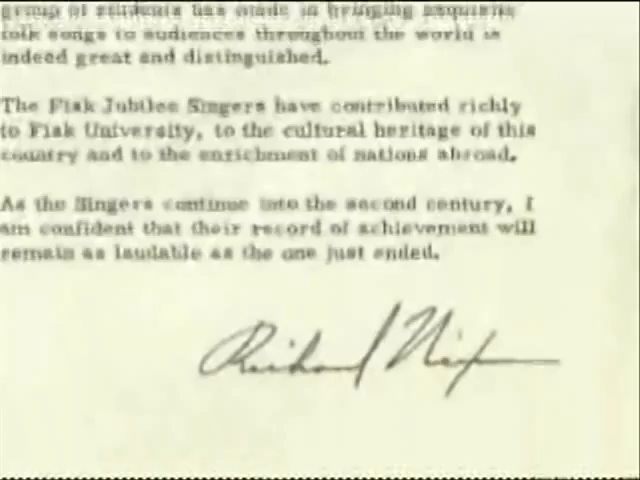 group of students has made in bringing exquisite
folk songs to audiences throughout the world is
indeed great and distinguished.
The Fisk Jubilee Singers have contributed richly
to Fisk University, to the cultural heritage of this
country and to the enrichment of nations abroad.
As the Singers continue into the second century, I
am confident that their record of achievement will
remain as laudable as the one just ended.
Richard Nixon